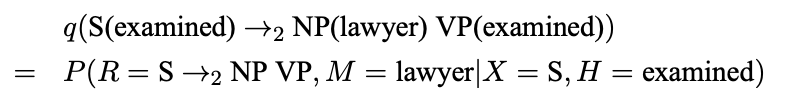 q(S(examined) →₂ NP(lawyer) VP(examined))
= P(R = S →₂ NP VP, M = lawyer|X = S, H = examined)